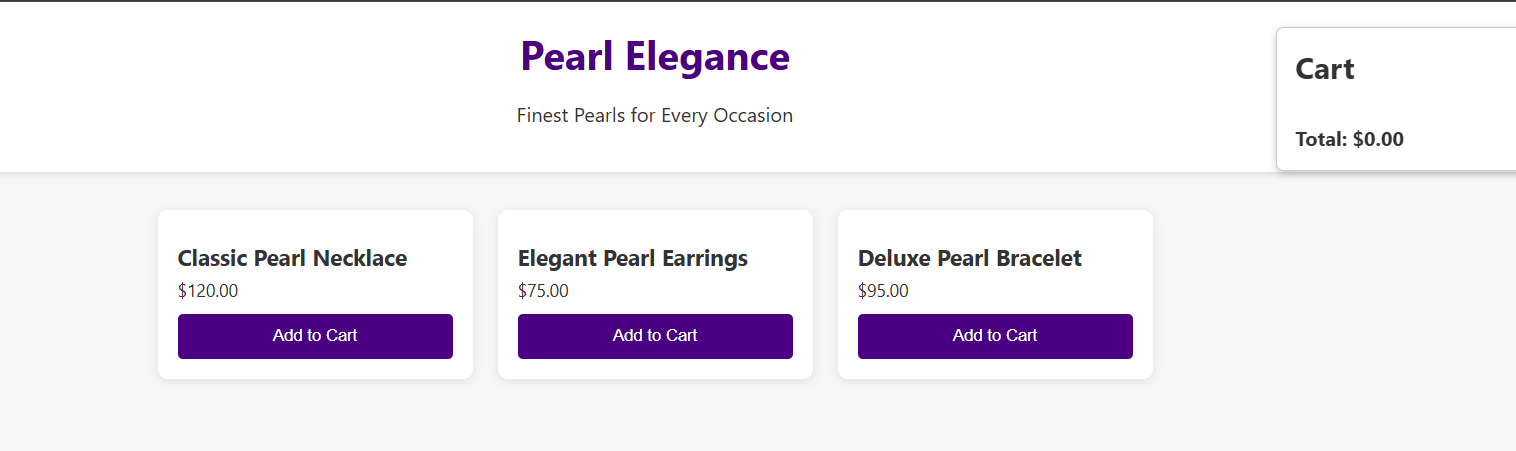 Pearl Elegance
Finest Pearls for Every Occasion
Cart
Total: $0.00
Classic Pearl Necklace
$120.00
Add to Cart
Elegant Pearl Earrings
$75.00
Add to Cart
Deluxe Pearl Bracelet
$95.00
Add to Cart